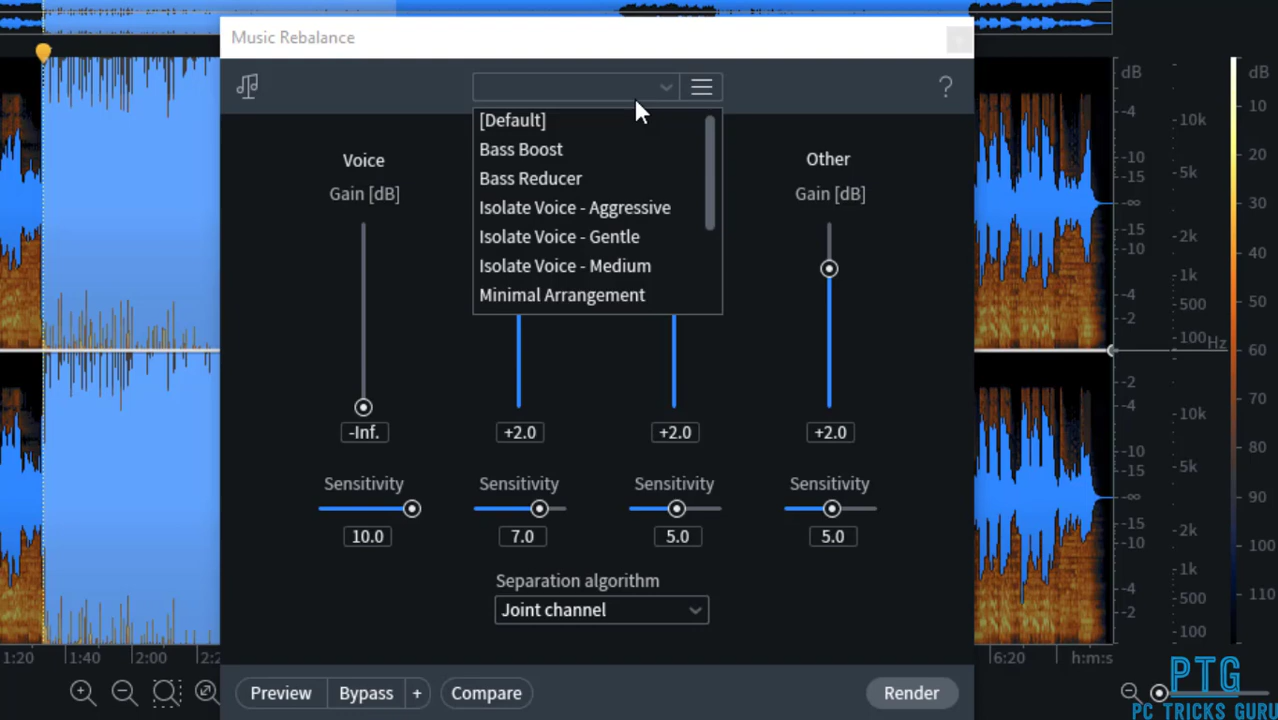 Music Rebalance
?
[Default]
Bass Boost
Bass Reducer
Isolate Voice - Aggressive
Isolate Voice - Gentle
Isolate Voice - Medium
Minimal Arrangement
Voice
Gain [dB]
Other
Gain [dB]
-Inf.
+2.0
+2.0
+2.0
Sensitivity
Sensitivity
Sensitivity
Sensitivity
10.0
7.0
5.0
5.0
Separation algorithm
Joint channel
Preview
Bypass
+
Compare
Render
dB
-4
-10
-15
-∞
-15
-10
-4
-2
-2
-4
-10
-15
-∞
-15
-10
-4
-2
-10k
-5k
-2k
-1k
-500
-100
Hz
-10k
-5k
-2k
-1k
-500
-100
dB
10
20
30
40
50
60
70
80
90
100
110
1:20
1:40
2:00
2:2
6:20
h:m:s
PTG
PC TRICKS GURU